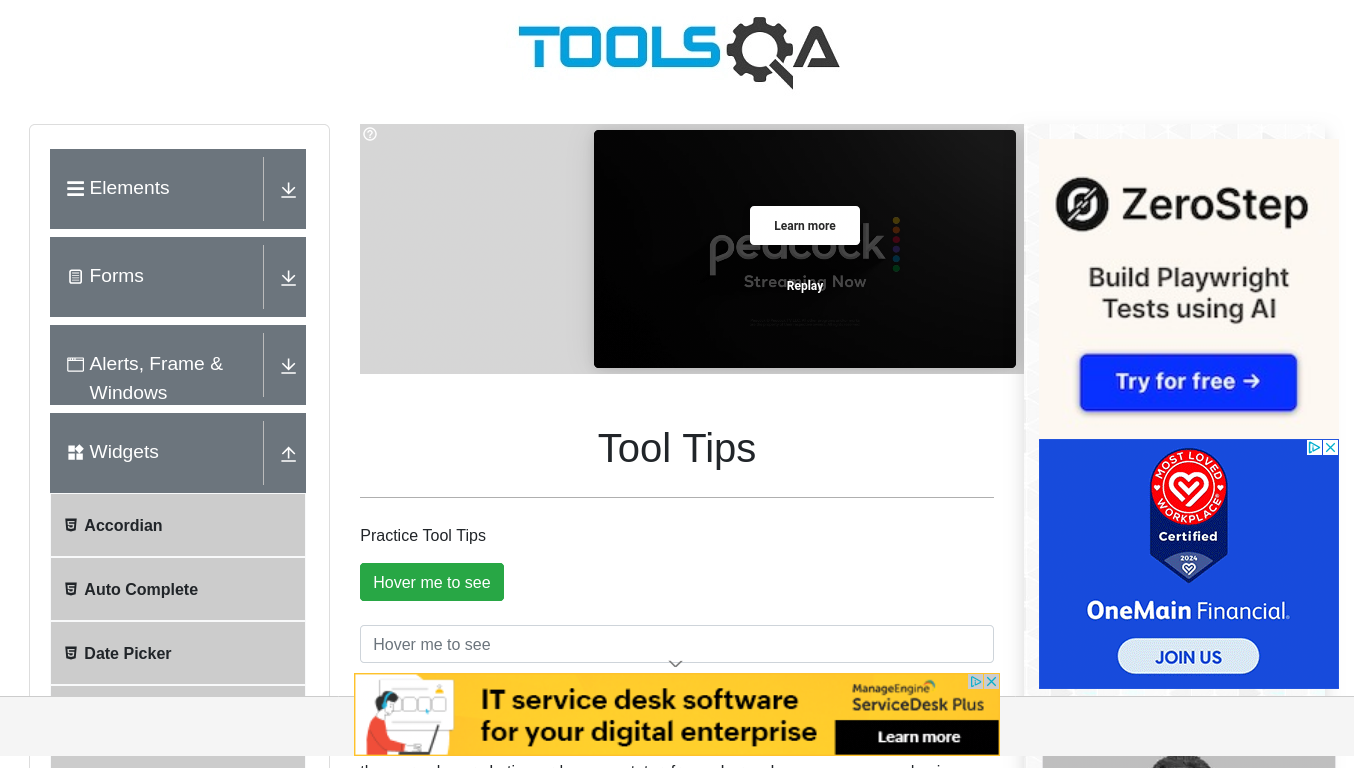 TOOLSQA
Elements
Forms
Alerts, Frame &
Windows
Widgets
Accordian
Auto Complete
Date Picker
Learn more
peacock
Streaming Now
Replay
Tool Tips
Practice Tool Tips
Hover me to see
Hover me to see
IT service desk software
for your digital enterprise
ManageEngine
ServiceDesk Plus
Learn more
ZeroStep
Build Playwright
Tests using AI
Try for free →
MOST LOVED
WORKPLACE
Certified
2024
OneMain Financial.
JOIN US